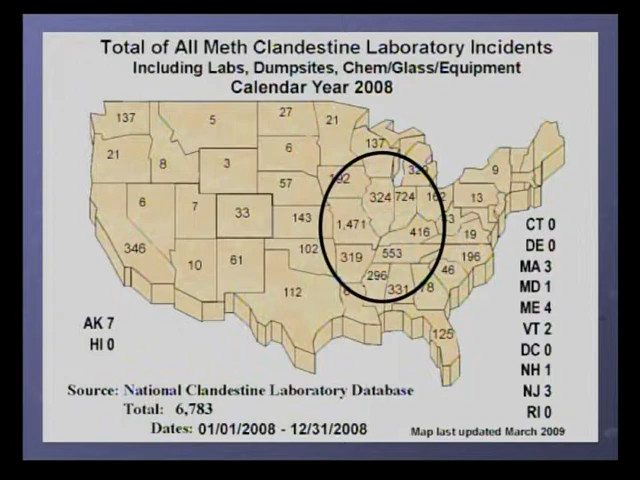 Total of All Meth Clandestine Laboratory Incidents
Including Labs, Dumpsites, Chem/Glass/Equipment
Calendar Year 2008
137
5
27
21
137
21
8
3
6
192
9
57
324
724
162
13
6
7
33
143
1,471
416
19
346
10
61
102
319
553
196
296
46
112
331
78
125
CT 0
DE 0
MA 3
MD 1
ME 4
VT 2
DC 0
NH 1
NJ 3
RI 0
AK 7
HI 0
Source: National Clandestine Laboratory Database
Total: 6,783
Dates: 01/01/2008 - 12/31/2008
Map last updated March 2009